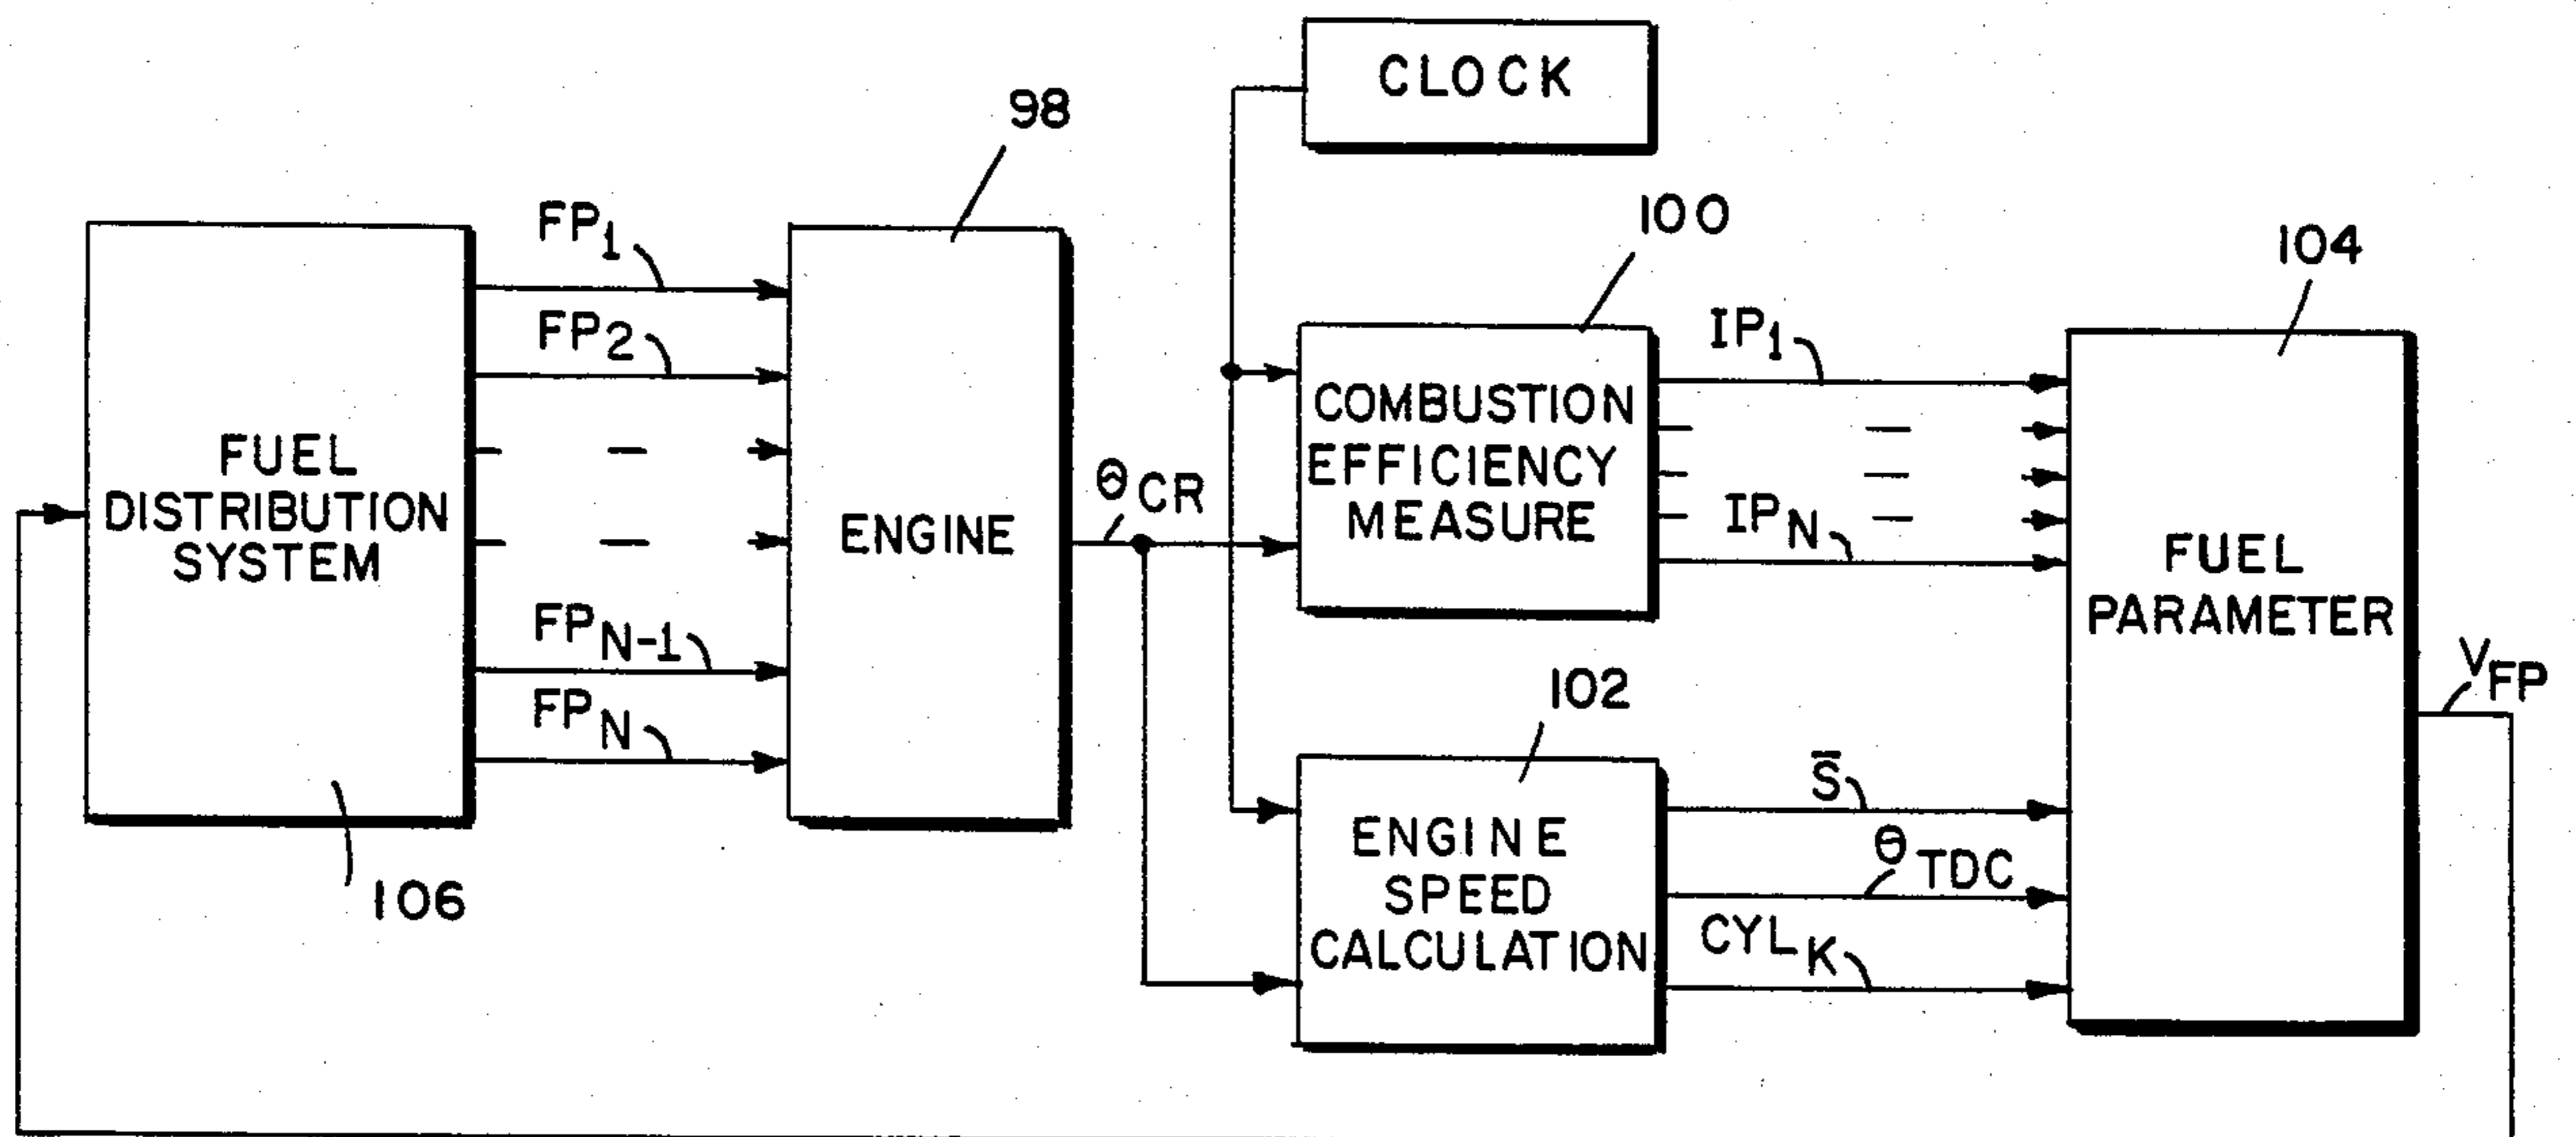 CLOCK
98
100
104
FP1
FP2
FUEL
DISTRIBUTION
SYSTEM
FPN-1
FPN
106
ENGINE
θCR
COMBUSTION
EFFICIENCY
MEASURE
IP1
IPN
102
ENGINE
SPEED
CALCULATION
S̄
θTDC
CYLK
FUEL
PARAMETER
VFP